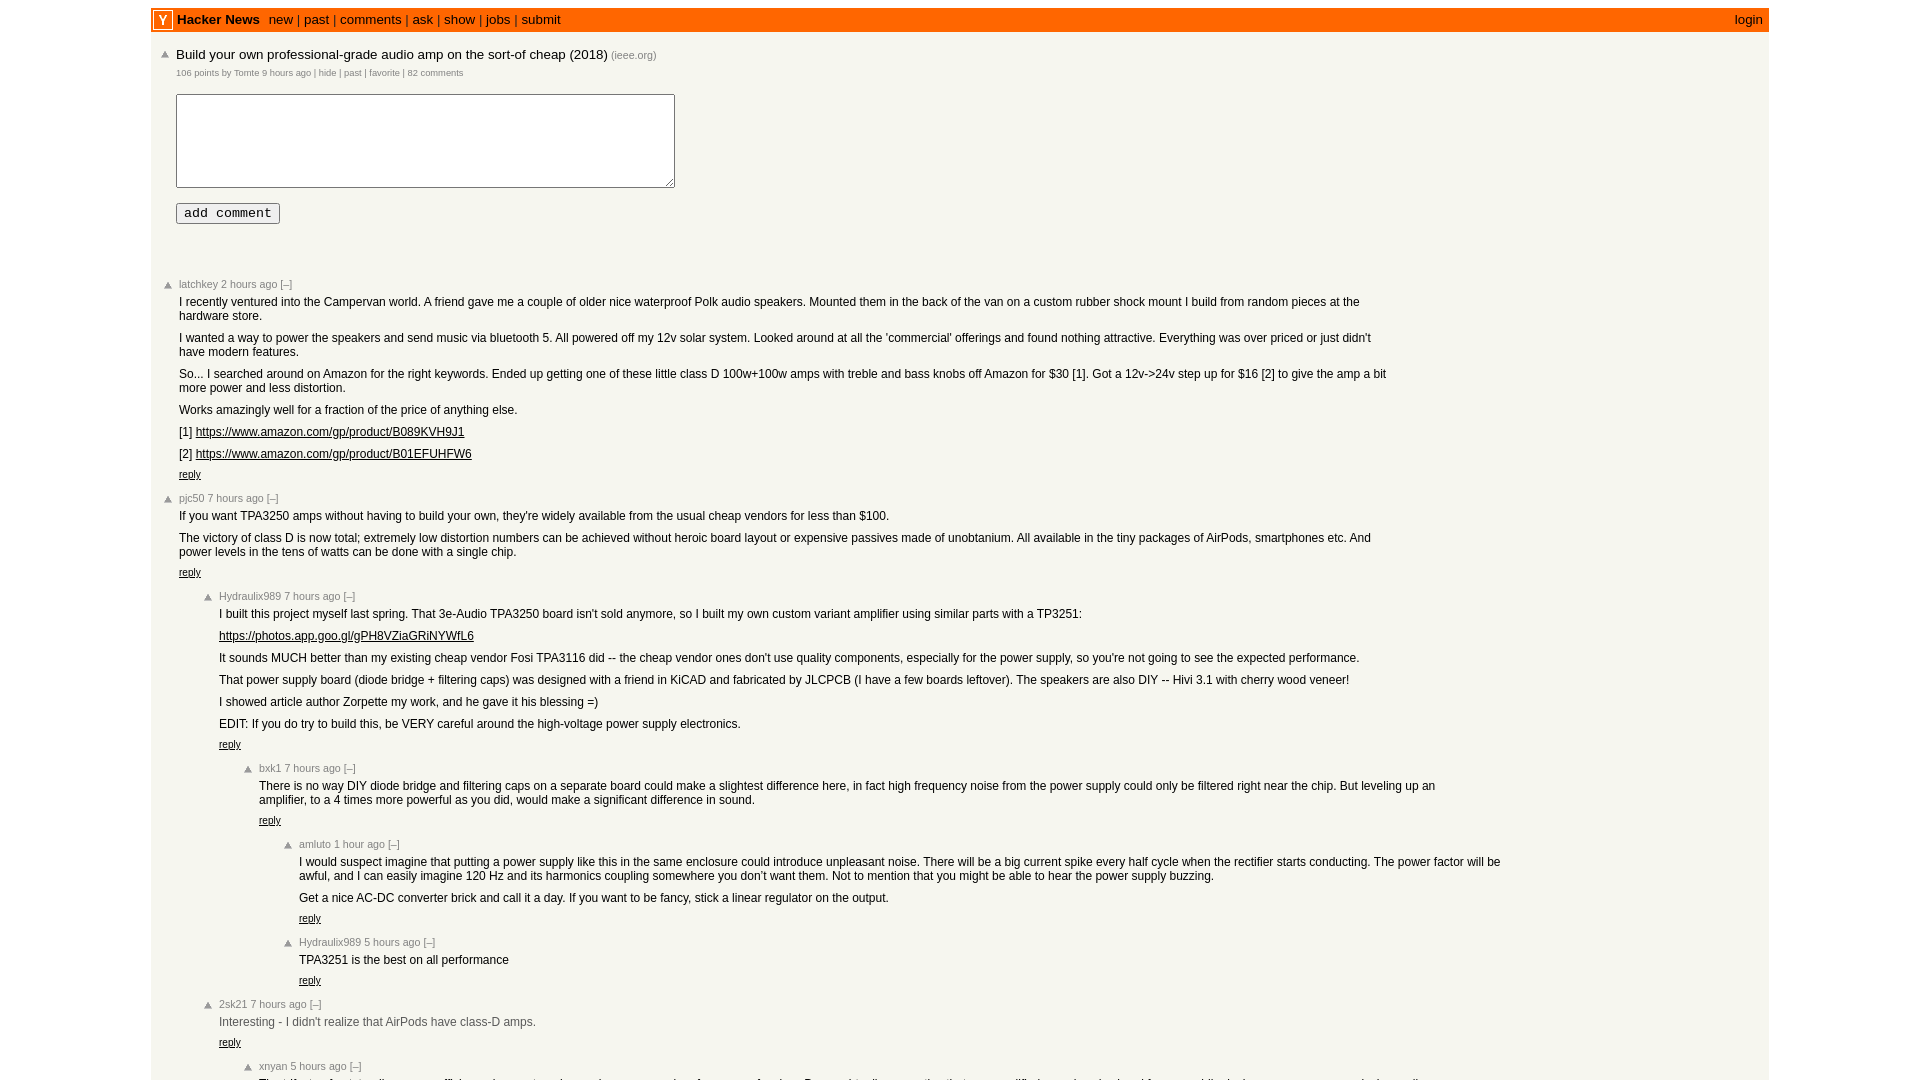 Y Hacker News new | past | comments | ask | show | jobs | submit login
Build your own professional-grade audio amp on the sort-of cheap (2018) (ieee.org)
106 points by Tomte 9 hours ago | hide | past | favorite | 82 comments
add comment
latchkey 2 hours ago [–]
I recently ventured into the Campervan world. A friend gave me a couple of older nice waterproof Polk audio speakers. Mounted them in the back of the van on a custom rubber shock mount I build from random pieces at the
hardware store.
I wanted a way to power the speakers and send music via bluetooth 5. All powered off my 12v solar system. Looked around at all the 'commercial' offerings and found nothing attractive. Everything was over priced or just didn't
have modern features.
So... I searched around on Amazon for the right keywords. Ended up getting one of these little class D 100w+100w amps with treble and bass knobs off Amazon for $30 [1]. Got a 12v->24v step up for $16 [2] to give the amp a bit
more power and less distortion.
Works amazingly well for a fraction of the price of anything else.
[1] https://www.amazon.com/gp/product/B089KVH9J1
[2] https://www.amazon.com/gp/product/B01EFUHFW6
reply
pjc50 7 hours ago [–]
If you want TPA3250 amps without having to build your own, they're widely available from the usual cheap vendors for less than $100.
The victory of class D is now total; extremely low distortion numbers can be achieved without heroic board layout or expensive passives made of unobtanium. All available in the tiny packages of AirPods, smartphones etc. And
power levels in the tens of watts can be done with a single chip.
reply
Hydraulix989 7 hours ago [–]
I built this project myself last spring. That 3e-Audio TPA3250 board isn't sold anymore, so I built my own custom variant amplifier using similar parts with a TP3251:
https://photos.app.goo.gl/gPH8VZiaGRiNYWfL6
It sounds MUCH better than my existing cheap vendor Fosi TPA3116 did -- the cheap vendor ones don't use quality components, especially for the power supply, so you're not going to see the expected performance.
That power supply board (diode bridge + filtering caps) was designed with a friend in KiCAD and fabricated by JLCPCB (I have a few boards leftover). The speakers are also DIY -- Hivi 3.1 with cherry wood veneer!
I showed article author Zorpette my work, and he gave it his blessing =)
EDIT: If you do try to build this, be VERY careful around the high-voltage power supply electronics.
reply
bxk1 7 hours ago [–]
There is no way DIY diode bridge and filtering caps on a separate board could make a slightest difference here, in fact high frequency noise from the power supply could only be filtered right near the chip. But leveling up an
amplifier, to a 4 times more powerful as you did, would make a significant difference in sound.
reply
amluto 1 hour ago [–]
I would suspect imagine that putting a power supply like this in the same enclosure could introduce unpleasant noise. There will be a big current spike every half cycle when the rectifier starts conducting. The power factor will be
awful, and I can easily imagine 120 Hz and its harmonics coupling somewhere you don’t want them. Not to mention that you might be able to hear the power supply buzzing.
Get a nice AC-DC converter brick and call it a day. If you want to be fancy, stick a linear regulator on the output.
reply
Hydraulix989 5 hours ago [–]
TPA3251 is the best on all performance
reply
2sk21 7 hours ago [–]
Interesting - I didn't realize that AirPods have class-D amps.
reply
xnyan 5 hours ago [–]